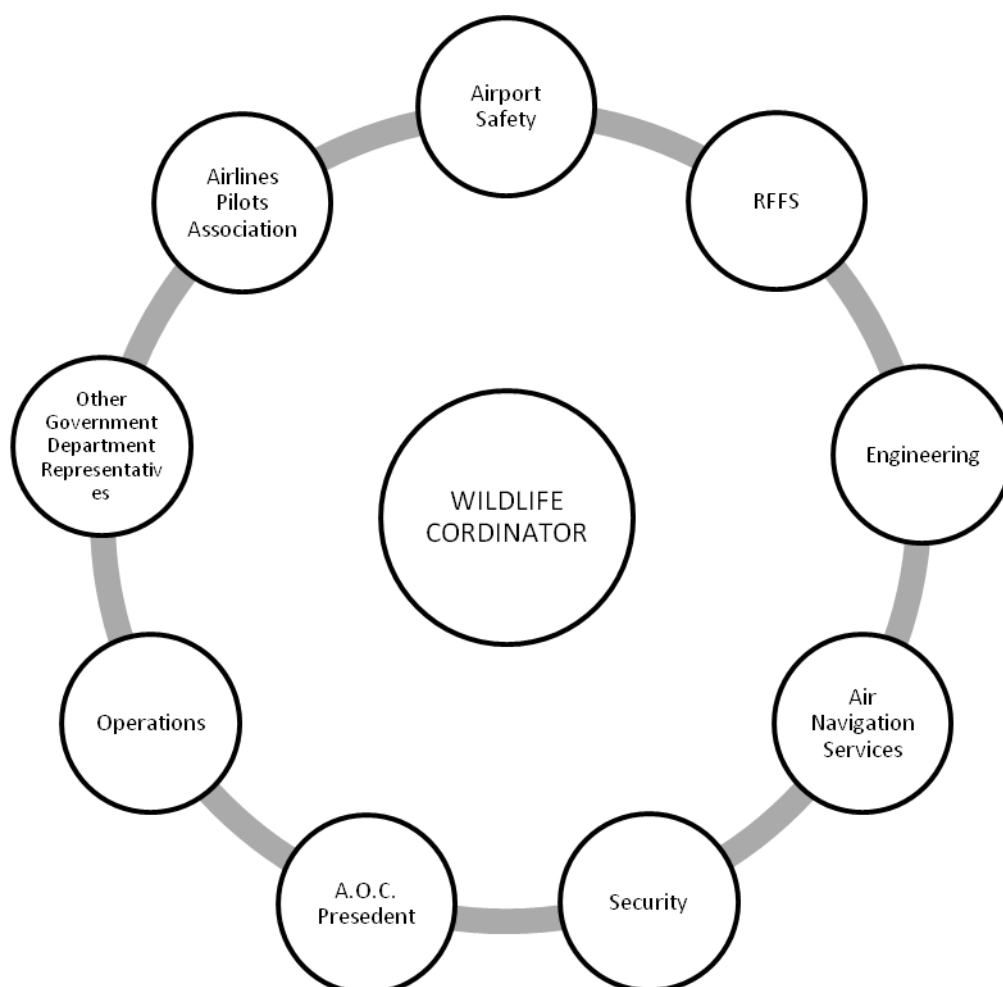 Airport
Safety
RFFS
Engineering
Air
Navigation
Services
Security
A.O.C.
Presedent
Operations
Other
Government
Department
Representativ
es
Airlines
Pilots
Association
WILDLIFE
CORDINATOR